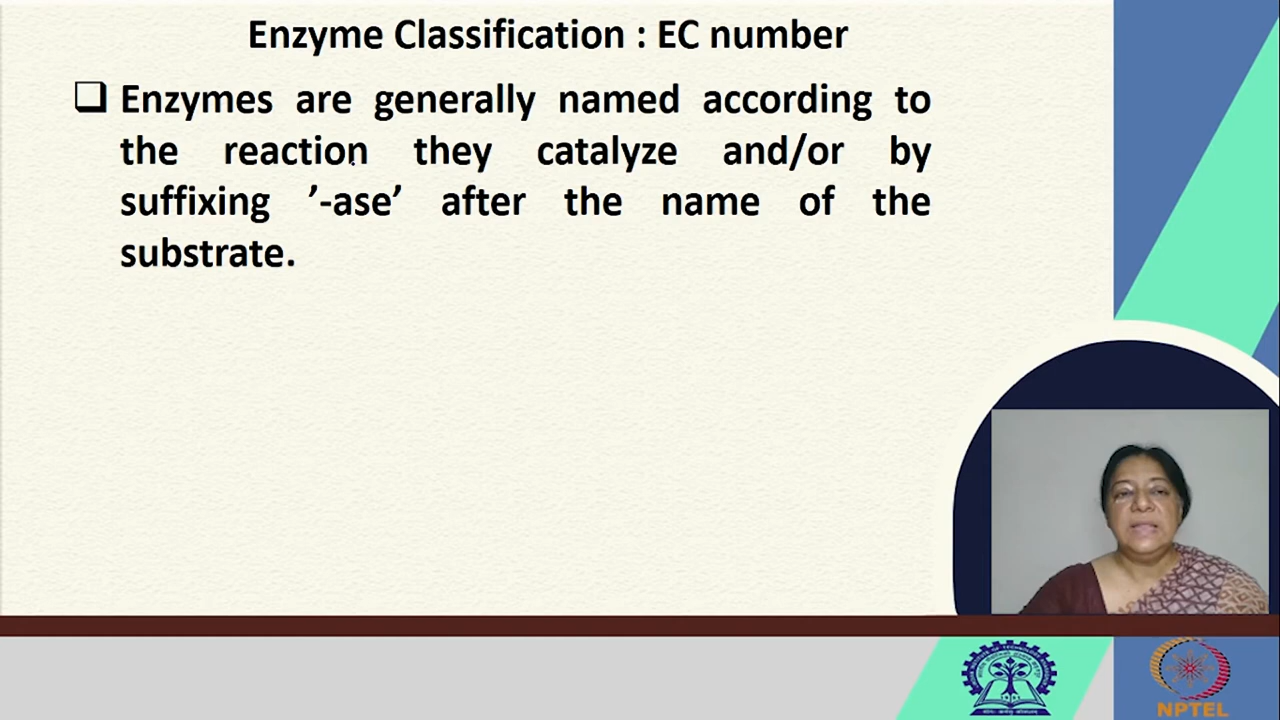 Enzyme Classification : EC number
❑ Enzymes are generally named according to
the reaction they catalyze and/or by
suffixing ’-ase’ after the name of the
substrate.
NPTEL